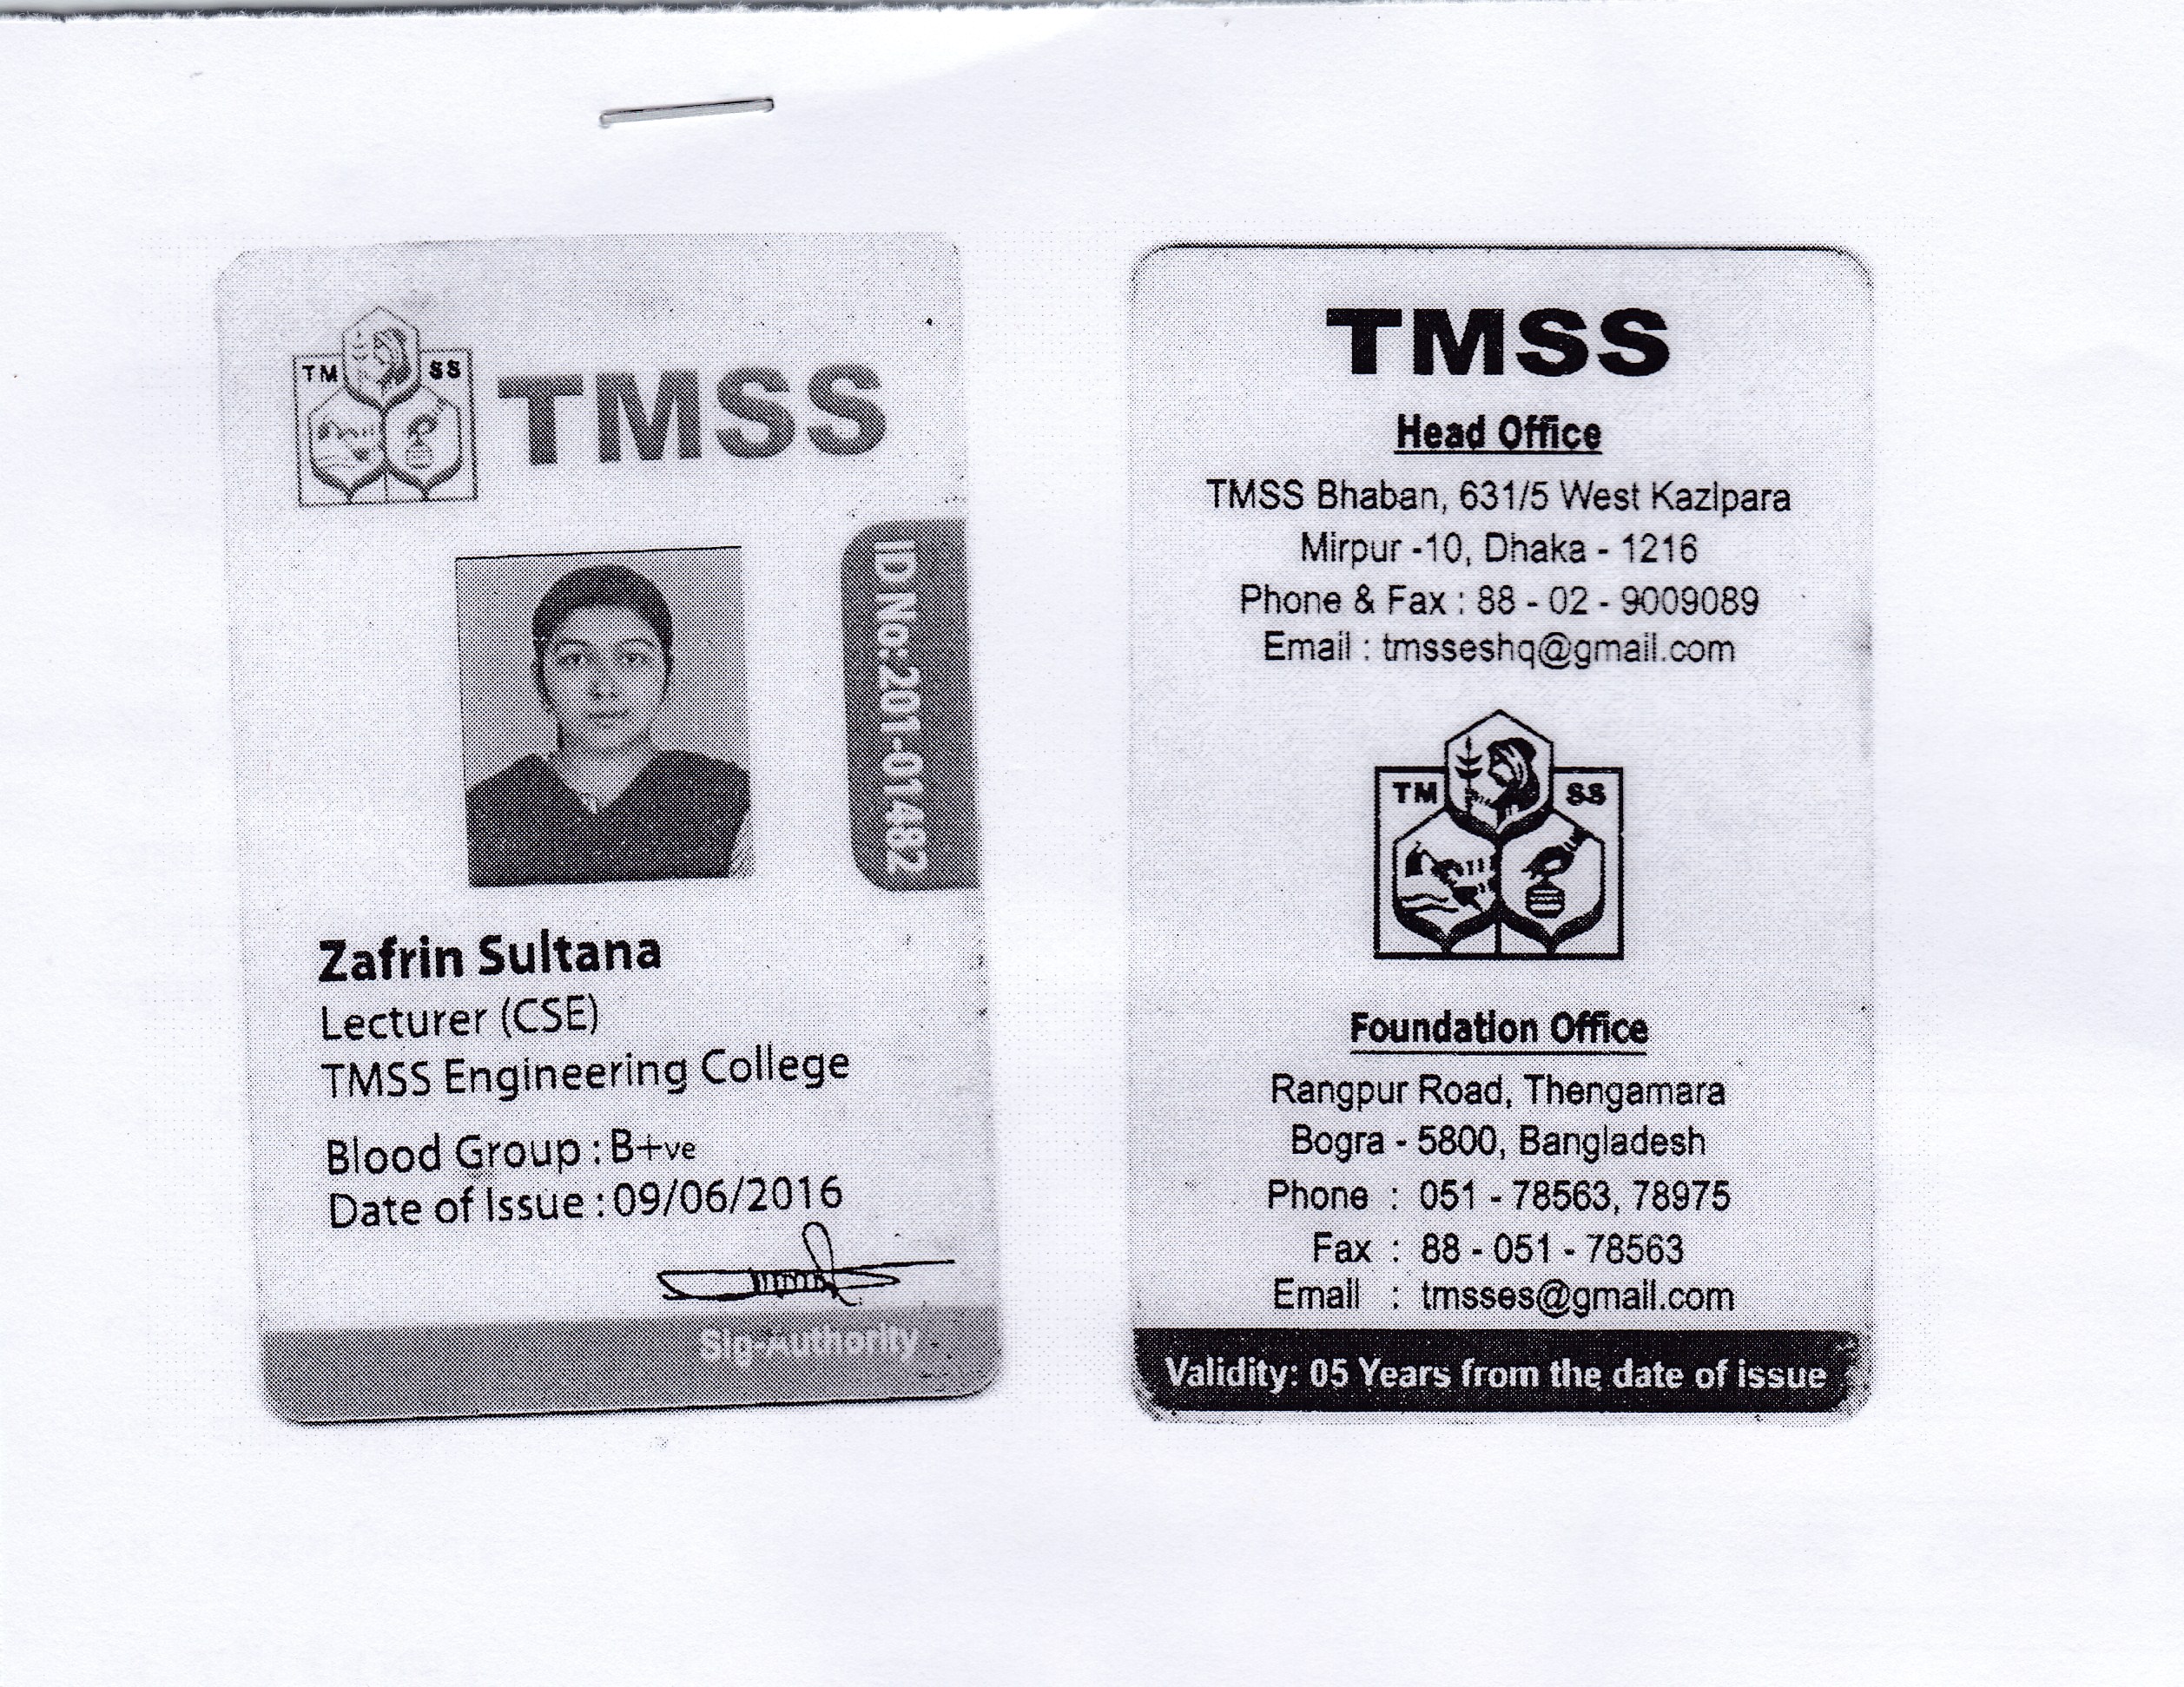 TM SS
TMSS
ID No.:201-01482
Zafrin Sultana
Lecturer (CSE)
TMSS Engineering College
Blood Group : B+ve
Date of Issue : 09/06/2016
Sig-Authority
TMSS
Head Office
TMSS Bhaban, 631/5 West Kazipara
Mirpur -10, Dhaka - 1216
Phone & Fax : 88 - 02 - 9009089
Email : tmsseshq@gmail.com
TM SS
Foundation Office
Rangpur Road, Thengamara
Bogra - 5800, Bangladesh
Phone : 051 - 78563, 78975
Fax : 88 - 051 - 78563
Email : tmsses@gmail.com
Validity: 05 Years from the date of issue